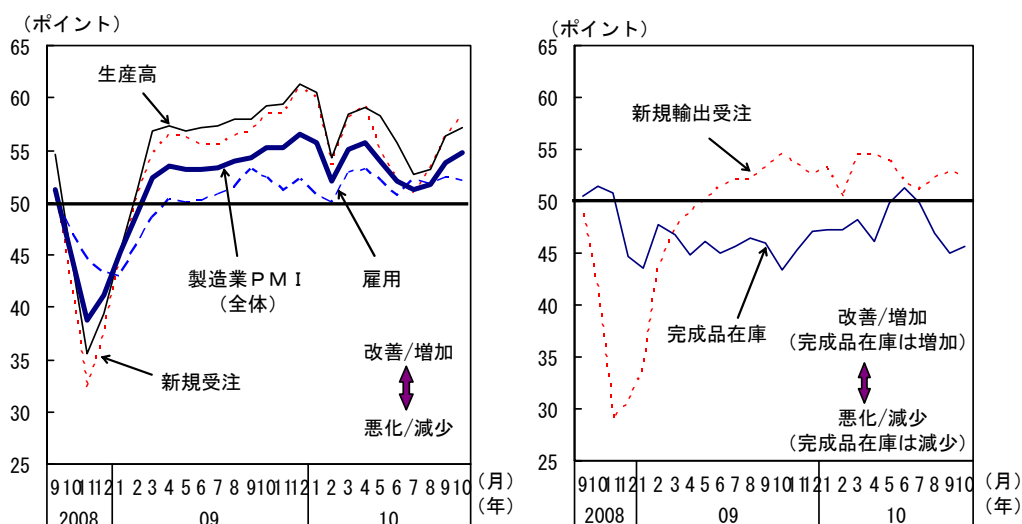 （ポイント）
65
60
55
50
45
40
35
30
25
生産高
製造業ＰＭＩ
（全体）
雇用
新規受注
改善/増加
悪化/減少
9 10 11 12 1 2 3 4 5 6 7 8 9 10 11 12 1 2 3 4 5 6 7 8 9 10
（月）
2008 09 10
（年）
（ポイント）
65
60
55
50
45
40
35
30
25
新規輸出受注
完成品在庫
改善/増加
（完成品在庫は増加）
悪化/減少
（完成品在庫は減少）
9 10 11 12 1 2 3 4 5 6 7 8 9 10 11 12 1 2 3 4 5 6 7 8 9 10
（月）
2008 09 10
（年）